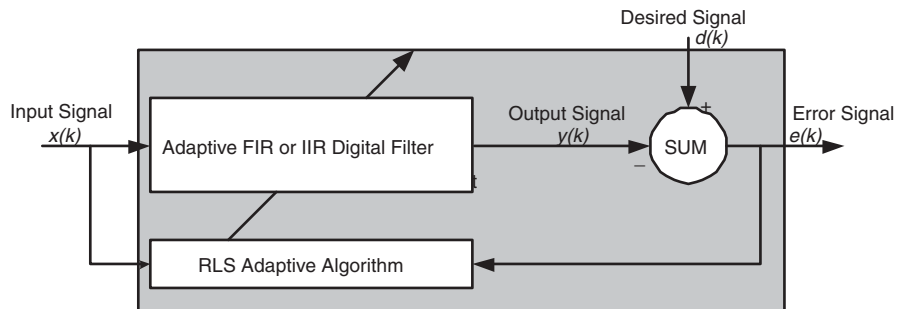 Desired Signal
d(k)
Input Signal
x(k)
Adaptive FIR or IIR Digital Filter
Output Signal
y(k)
+
−
SUM
Error Signal
e(k)
t
RLS Adaptive Algorithm